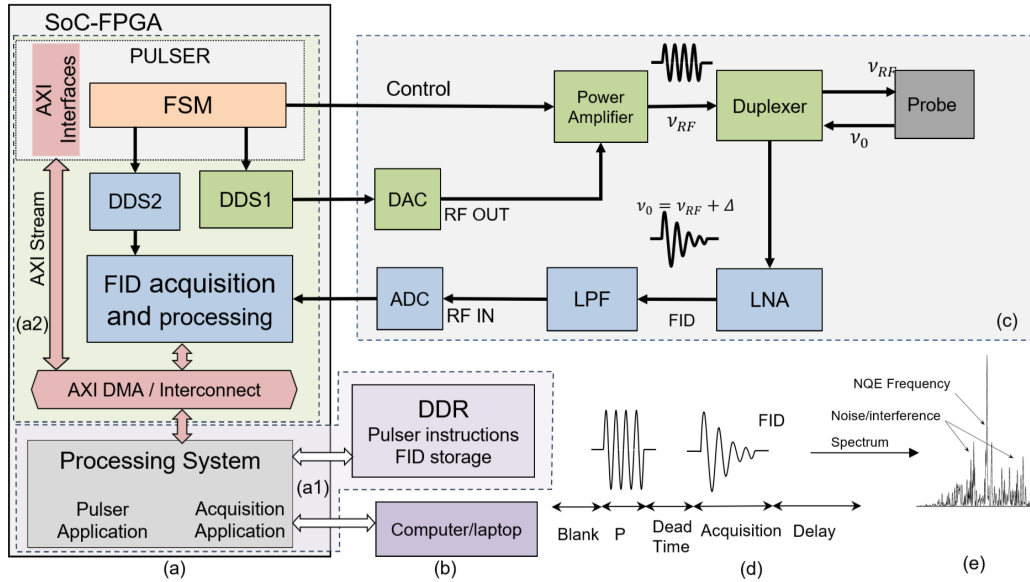 SoC-FPGA
PULSER
AXI
Interfaces
FSM
DDS2
DDS1
AXI Stream
(a2)
FID acquisition
and processing
AXI DMA / Interconnect
Processing System
Pulser
Application
Acquisition
Application
(a1)
(a)
DDR
Pulser instructions
FID storage
Computer/laptop
(b)
Control
Power
Amplifier
ν_RF
Duplexer
ν_RF
ν_0
Probe
DAC
RF OUT
ν_0 = ν_RF + Δ
ADC
RF IN
LPF
FID
LNA
(c)
FID
Blank
P
Dead
Time
Acquisition
Delay
(d)
Spectrum
NQE Frequency
Noise/interference
(e)